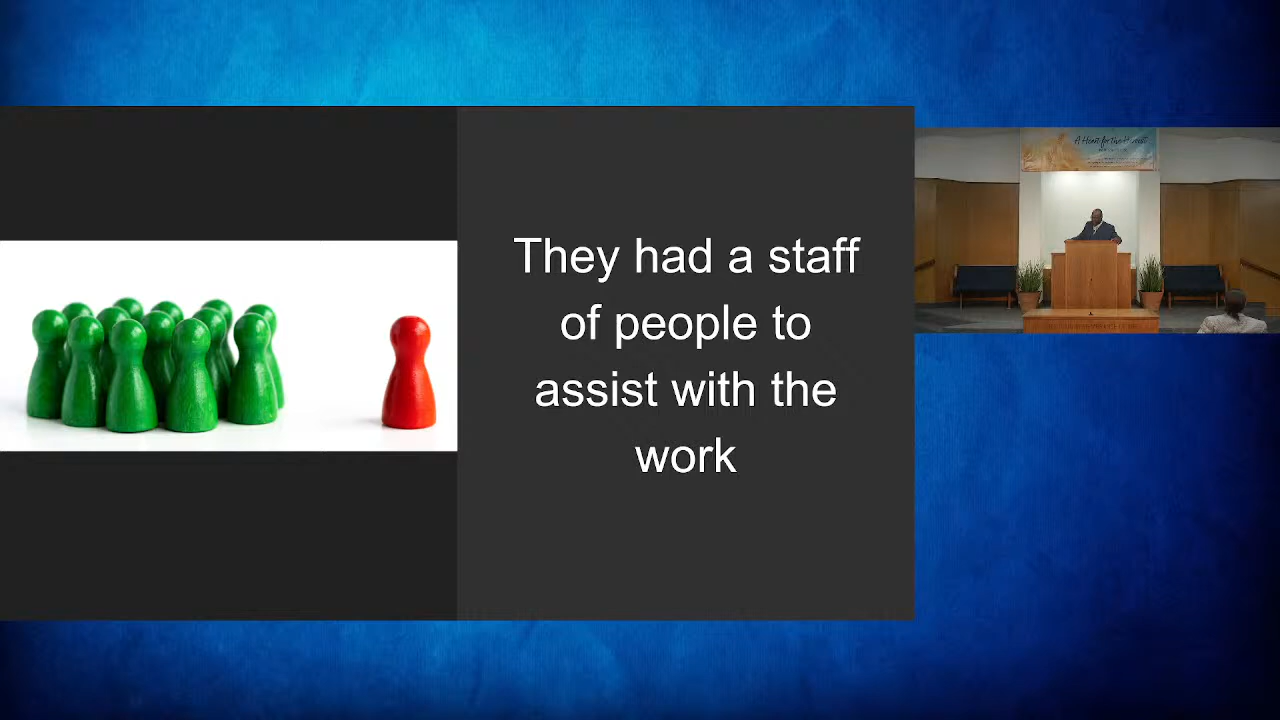 They had a staff
of people to
assist with the
work
A Heart for the Harvest